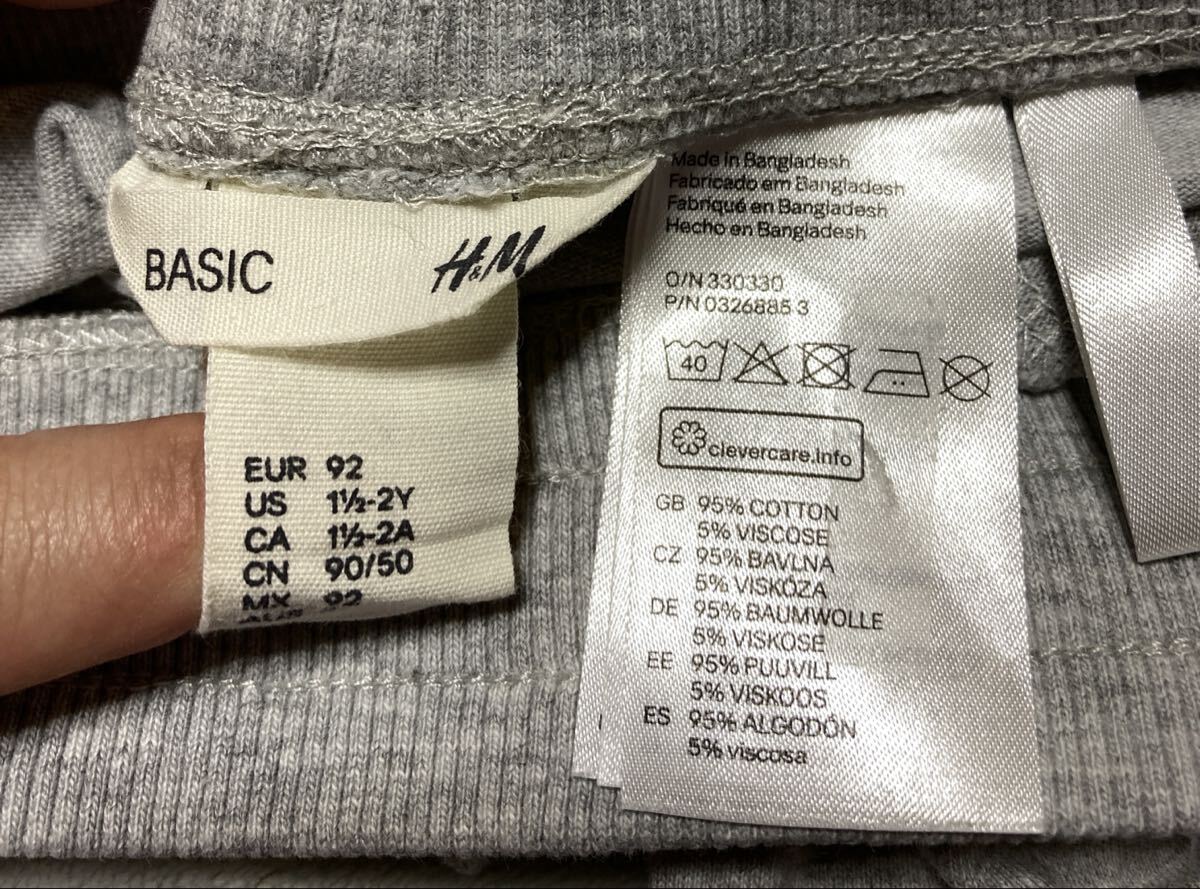 BASIC
H&M
EUR 92
US 1½-2Y
CA 1½-2A
CN 90/50
MX 92
Made in Bangladesh
Fabricado em Bangladesh
Fabriqué en Bangladesh
Hecho en Bangladesh
O/N 330330
P/N 0326885 3
40
clevercare.info
GB 95% COTTON
5% VISCOSE
CZ 95% BAVLNA
5% VISKÓZA
DE 95% BAUMWOLLE
5% VISKOSE
EE 95% PUUVILL
5% VISKOOS
ES 95% ALGODÓN
5% viscosa